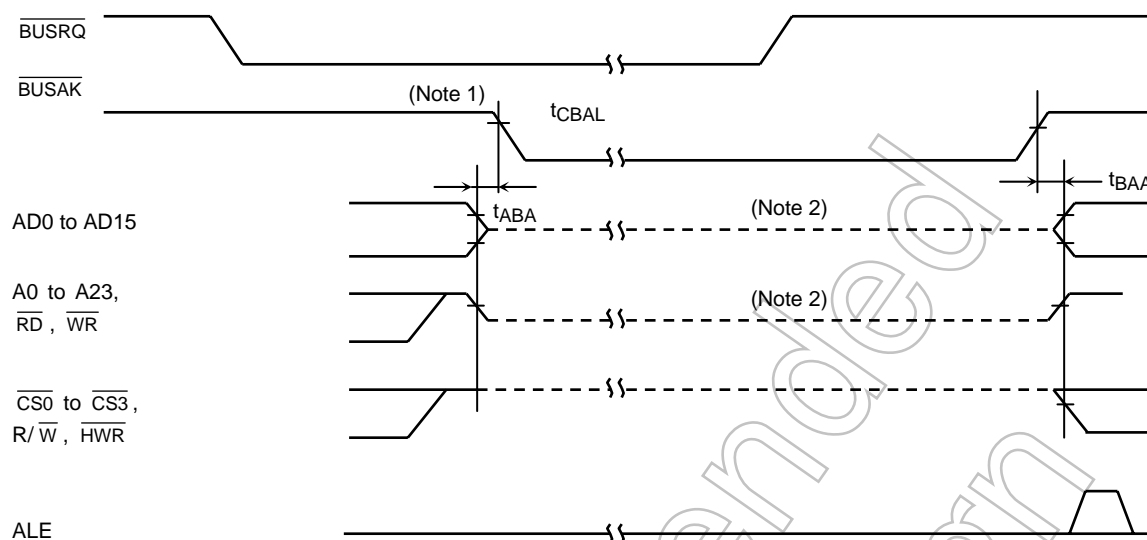 BUSRQ
BUSAK
(Note 1)
tCBAL
tBAA
tABA
AD0 to AD15
(Note 2)
A0 to A23,
RD , WR
(Note 2)
CS0 to CS3 ,
R/ W , HWR
ALE